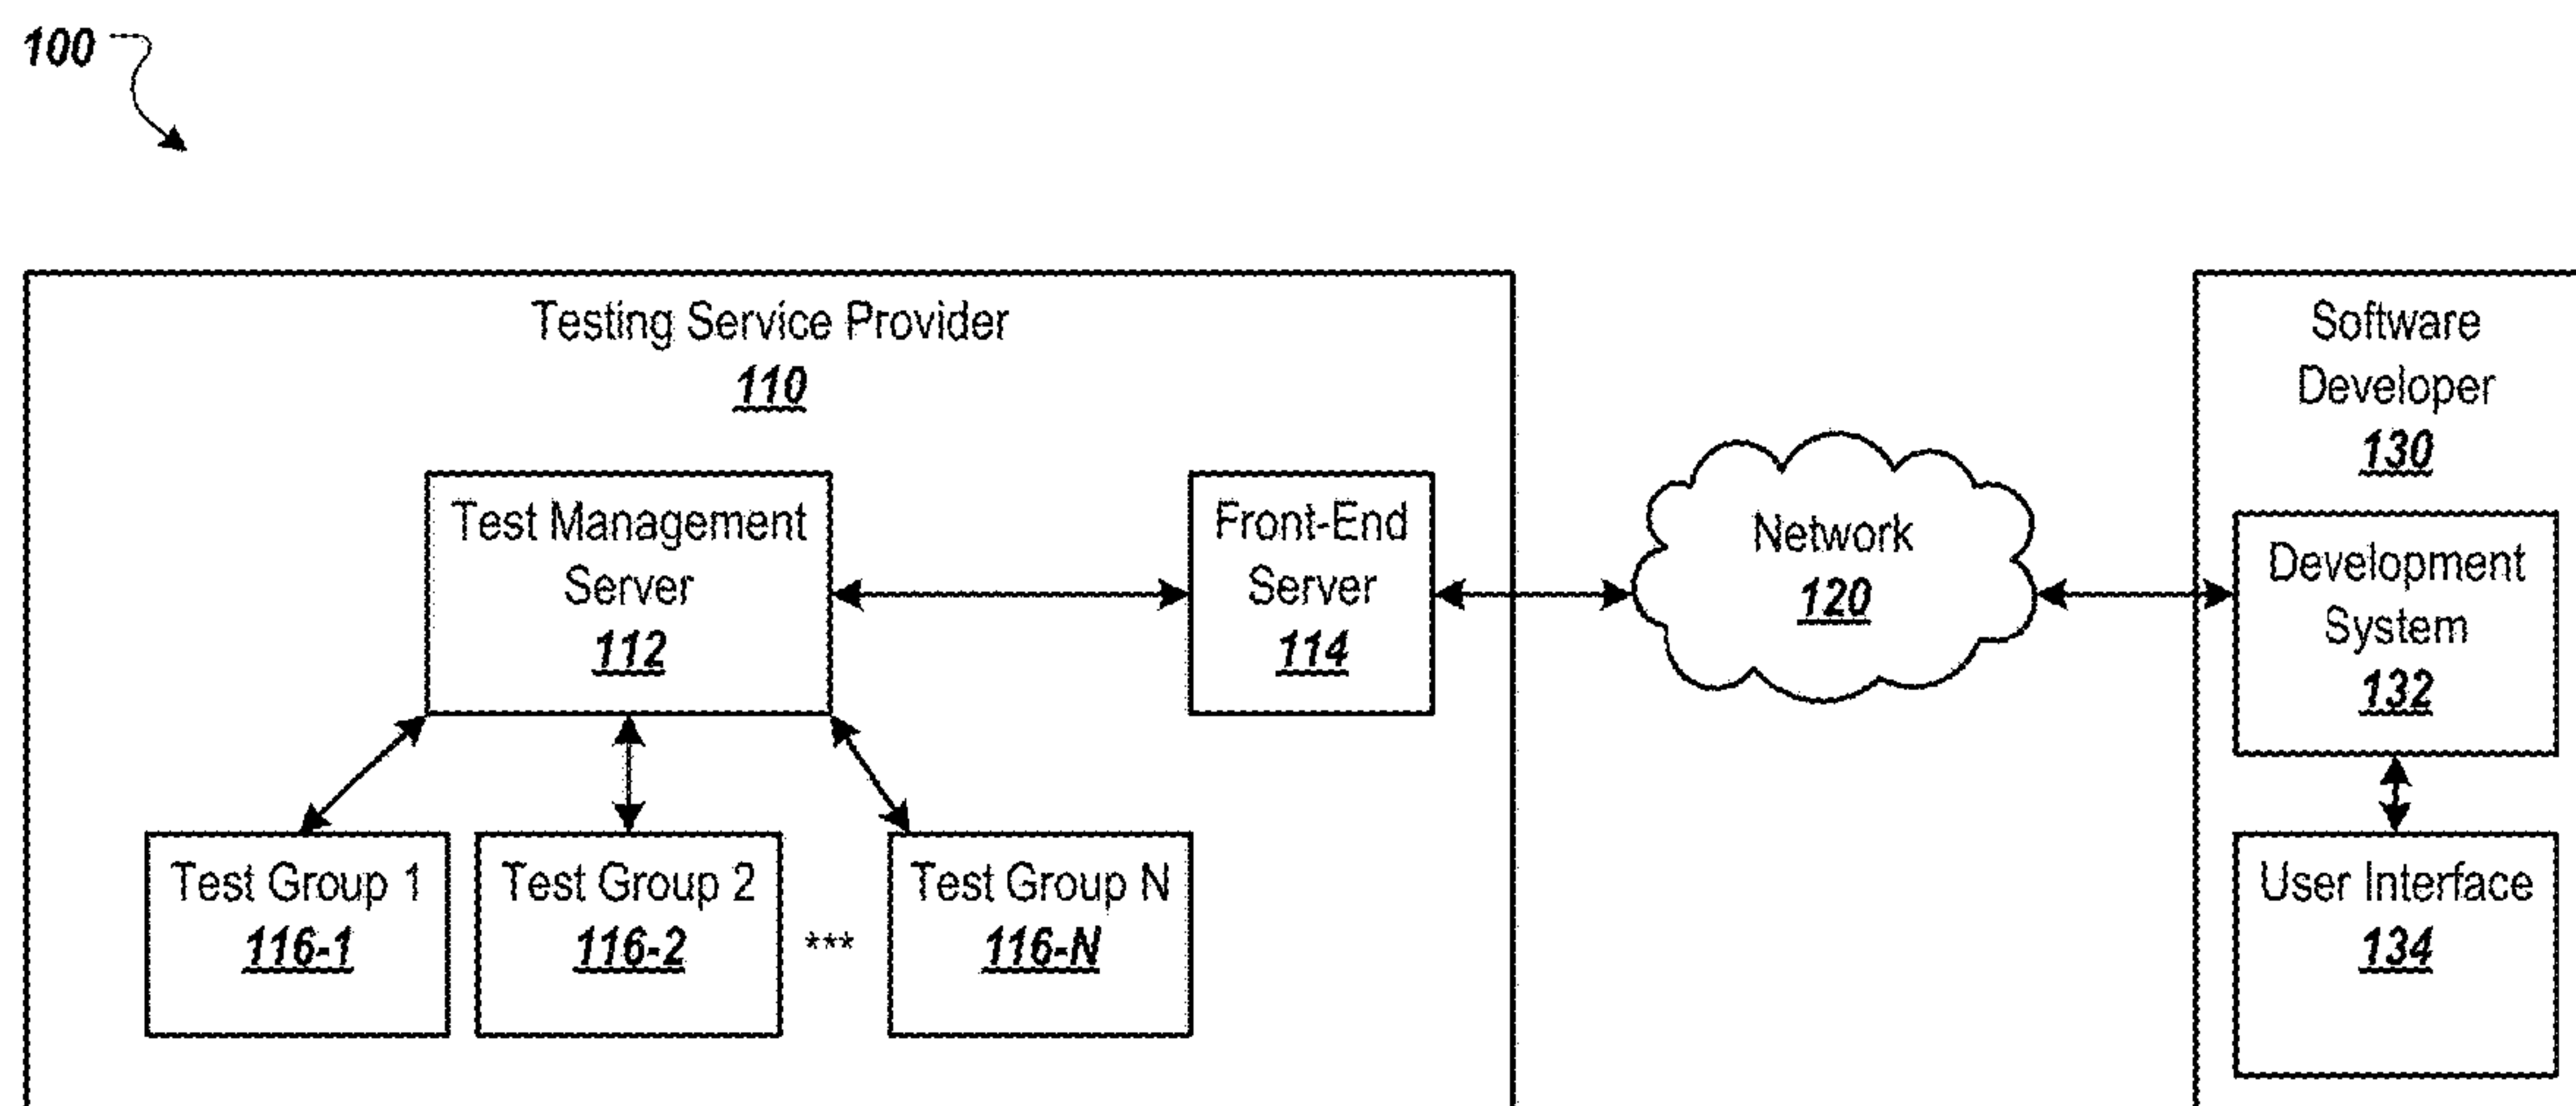 100
Testing Service Provider
110
Test Management
Server
112
Front-End
Server
114
Test Group 1
116-1
Test Group 2
116-2
***
Test Group N
116-N
Network
120
Software
Developer
130
Development
System
132
User Interface
134